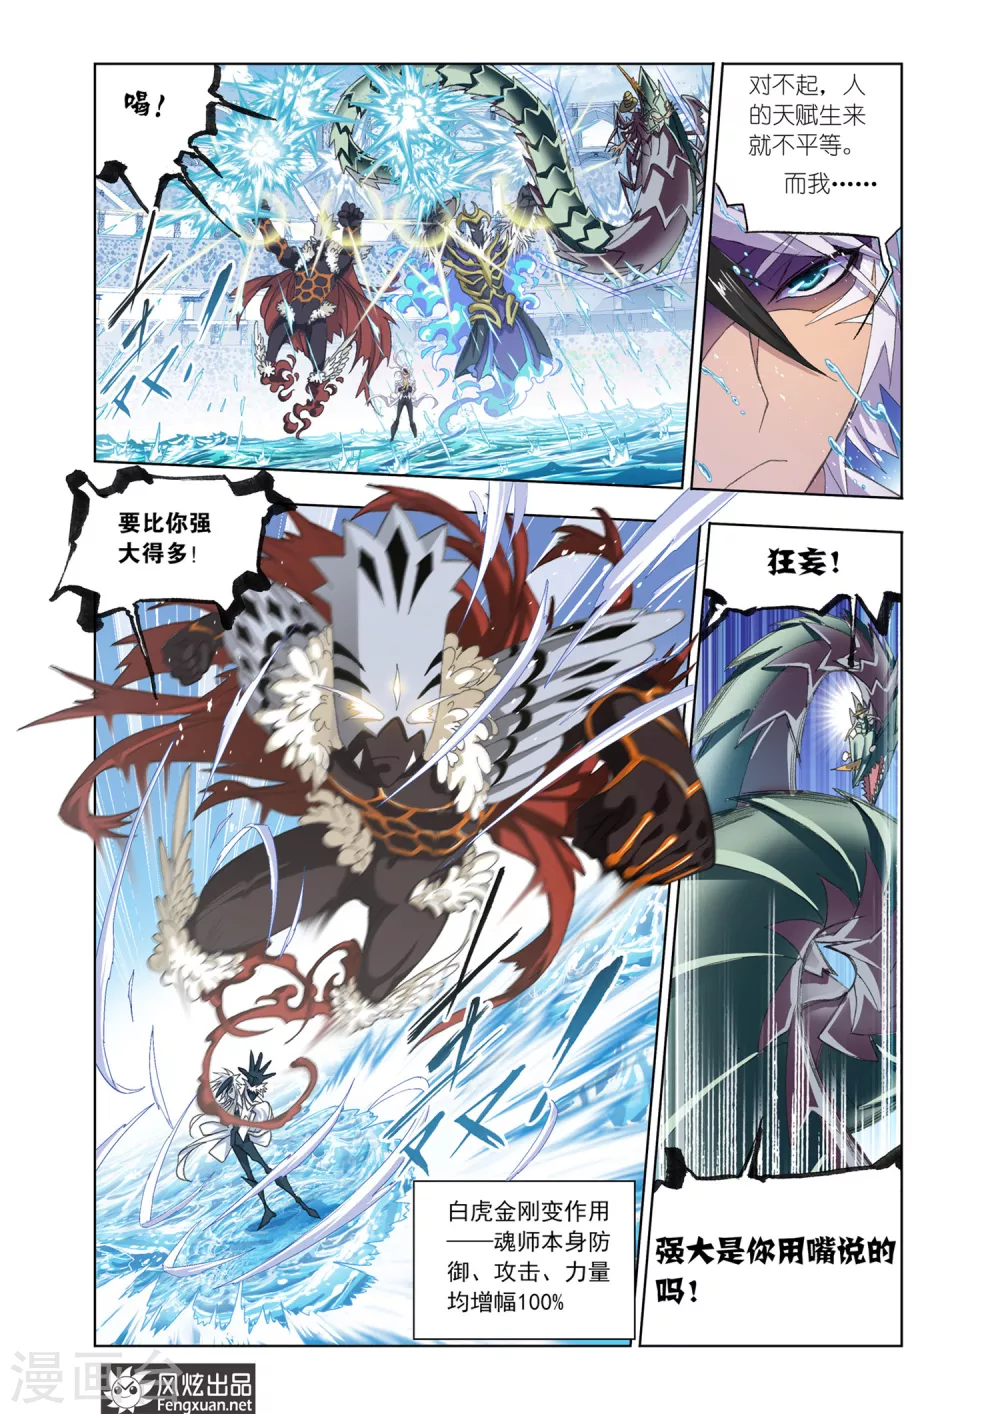 喝！
对不起，人
的天赋生来
就不平等。
而我……
要比你强
大得多！
狂妄！
白虎金刚变作用
——魂师本身防
御、攻击、力量
均增幅100%
强大是你用嘴说的
吗！
漫画台
风炫出品
Fengxuan.net